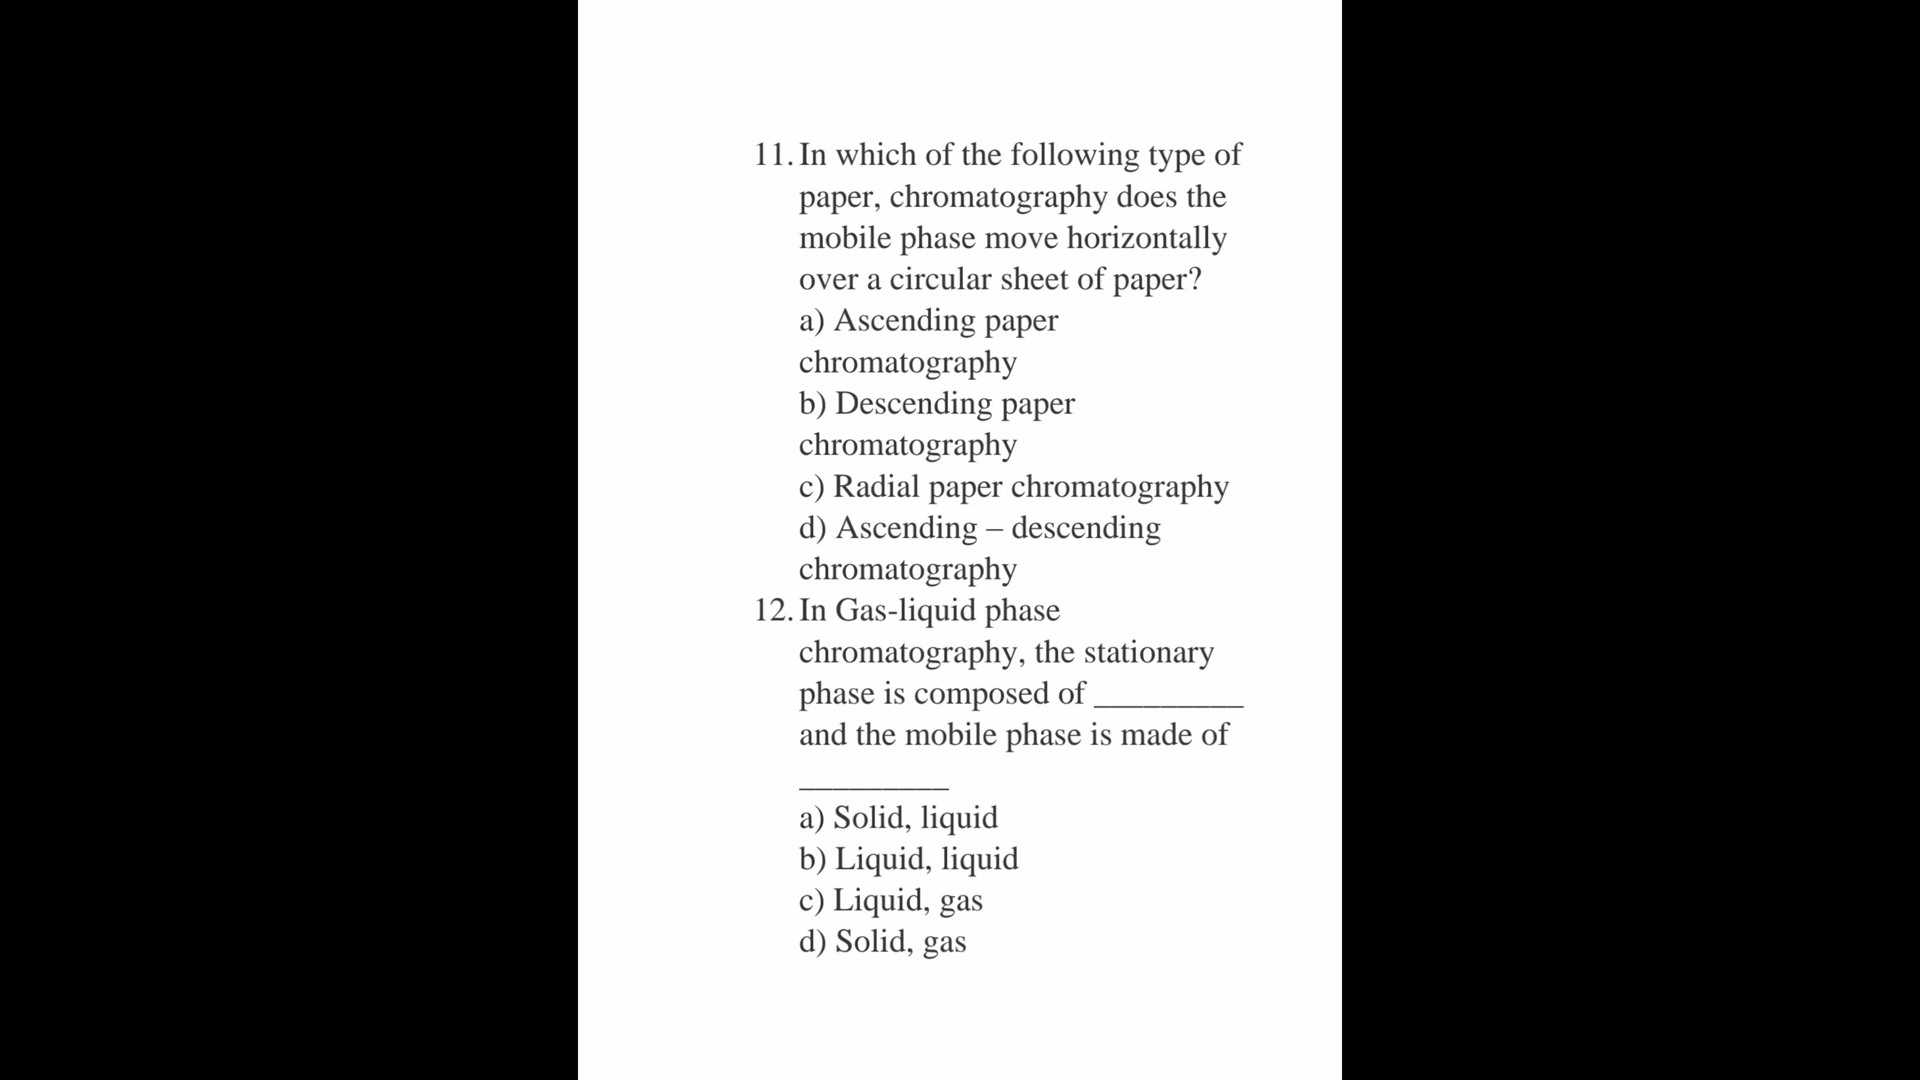 11. In which of the following type of
paper, chromatography does the
mobile phase move horizontally
over a circular sheet of paper?
a) Ascending paper
chromatography
b) Descending paper
chromatography
c) Radial paper chromatography
d) Ascending – descending
chromatography
12. In Gas-liquid phase
chromatography, the stationary
phase is composed of _________
and the mobile phase is made of
_________
a) Solid, liquid
b) Liquid, liquid
c) Liquid, gas
d) Solid, gas